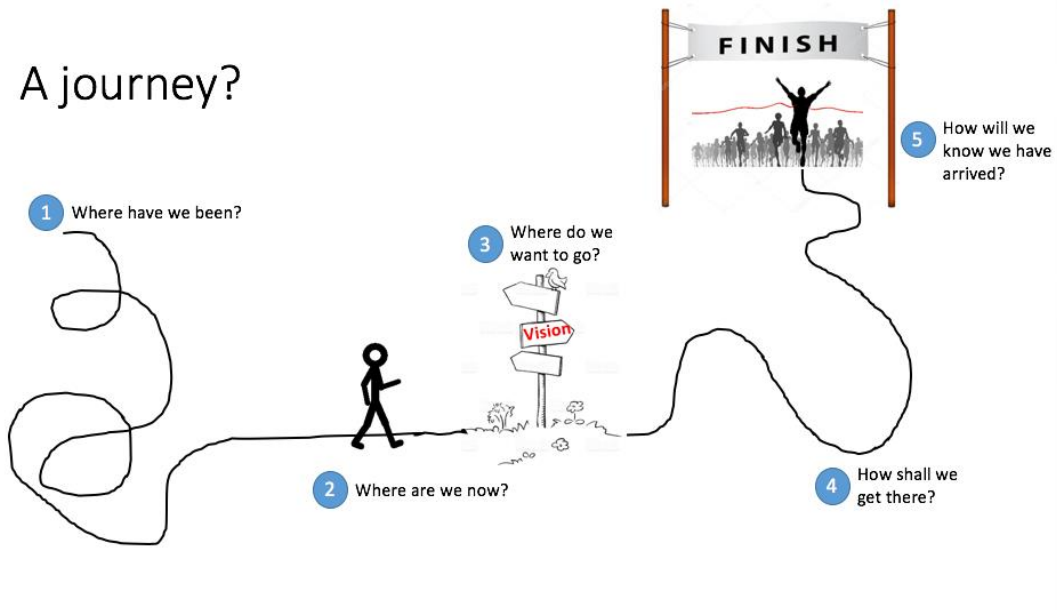 A journey?
FINISH
5
How will we
know we have
arrived?
1
Where have we been?
3
Where do we
want to go?
Vision
2
Where are we now?
4
How shall we
get there?